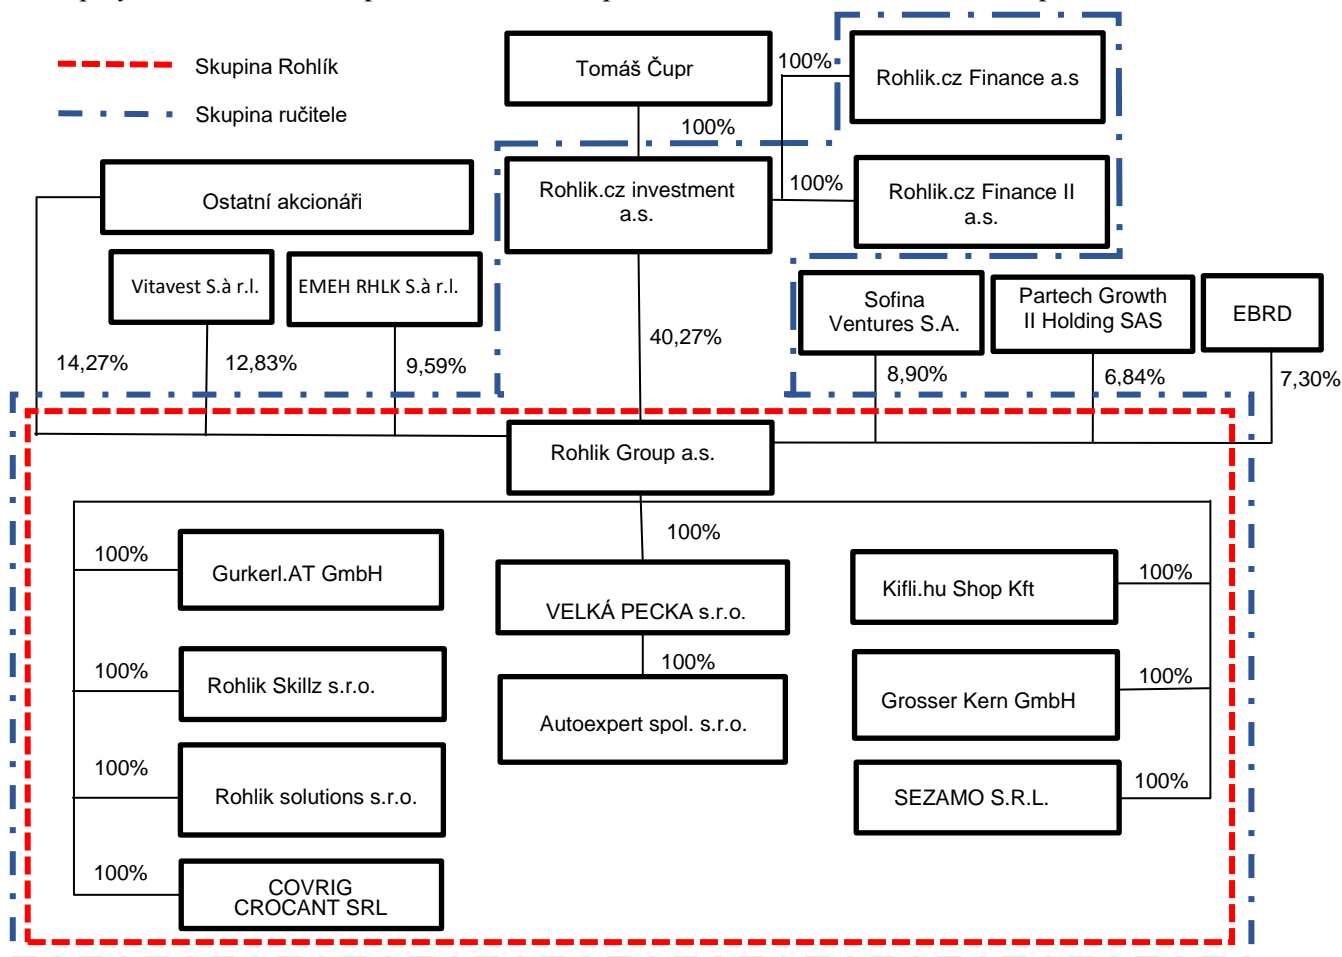 Skupina Rohlík
Skupina ručitele
Tomáš Čupr
100%
Rohlik.cz Finance a.s
100%
Ostatní akcionáři
Rohlik.cz investment
a.s.
100%
Rohlik.cz Finance II
a.s.
Vitavest S.à r.l.
EMEH RHLK S.à r.l.
Sofina
Ventures S.A.
Partech Growth
II Holding SAS
EBRD
14,27%
12,83%
9,59%
40,27%
8,90%
6,84%
7,30%
Rohlik Group a.s.
100%
Gurkerl.AT GmbH
100%
VELKÁ PECKA s.r.o.
Kifli.hu Shop Kft
100%
100%
Rohlik Skillz s.r.o.
100%
Autoexpert spol. s.r.o.
Grosser Kern GmbH
100%
100%
Rohlik solutions s.r.o.
SEZAMO S.R.L.
100%
100%
COVRIG
CROCANT SRL